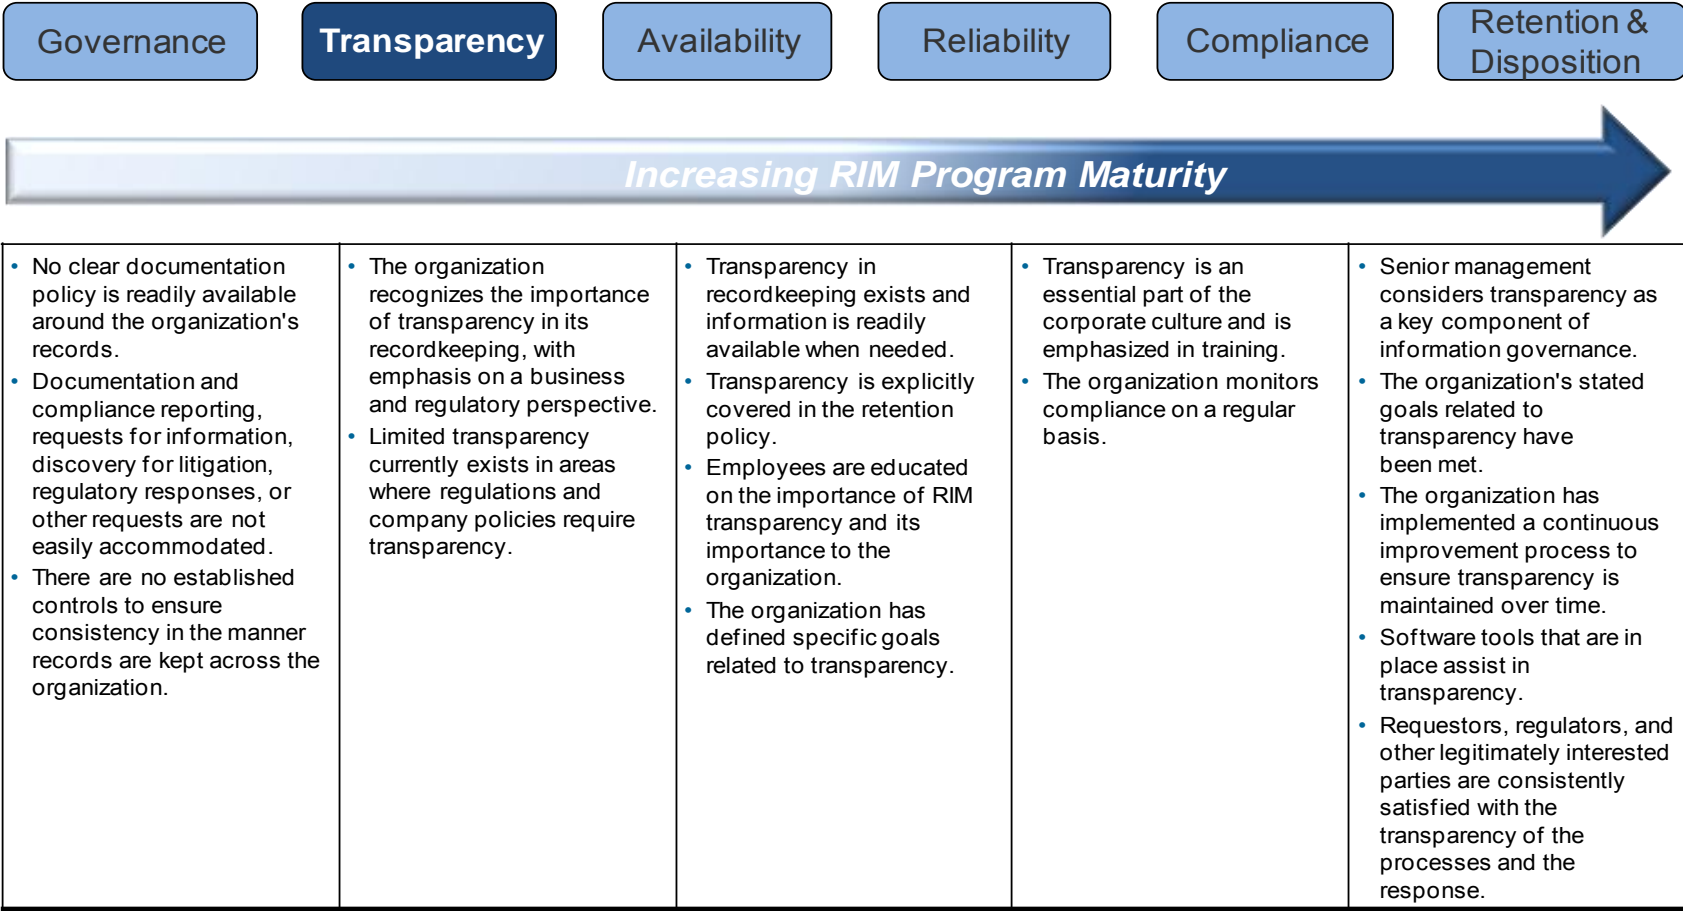 Governance
Transparency
Availability
Reliability
Compliance
Retention &
Disposition
Increasing RIM Program Maturity
• No clear documentation
policy is readily available
around the organization's
records.
• Documentation and
compliance reporting,
requests for information,
discovery for litigation,
regulatory responses, or
other requests are not
easily accommodated.
• There are no established
controls to ensure
consistency in the manner
records are kept across the
organization.
• The organization
recognizes the importance
of transparency in its
recordkeeping, with
emphasis on a business
and regulatory perspective.
• Limited transparency
currently exists in areas
where regulations and
company policies require
transparency.
• Transparency in
recordkeeping exists and
information is readily
available when needed.
• Transparency is explicitly
covered in the retention
policy.
• Employees are educated
on the importance of RIM
transparency and its
importance to the
organization.
• The organization has
defined specific goals
related to transparency.
• Transparency is an
essential part of the
corporate culture and is
emphasized in training.
• The organization monitors
compliance on a regular
basis.
• Senior management
considers transparency as
a key component of
information governance.
• The organization's stated
goals related to
transparency have
been met.
• The organization has
implemented a continuous
improvement process to
ensure transparency is
maintained over time.
• Software tools that are in
place assist in
transparency.
• Requestors, regulators, and
other legitimately interested
parties are consistently
satisfied with the
transparency of the
processes and the
response.